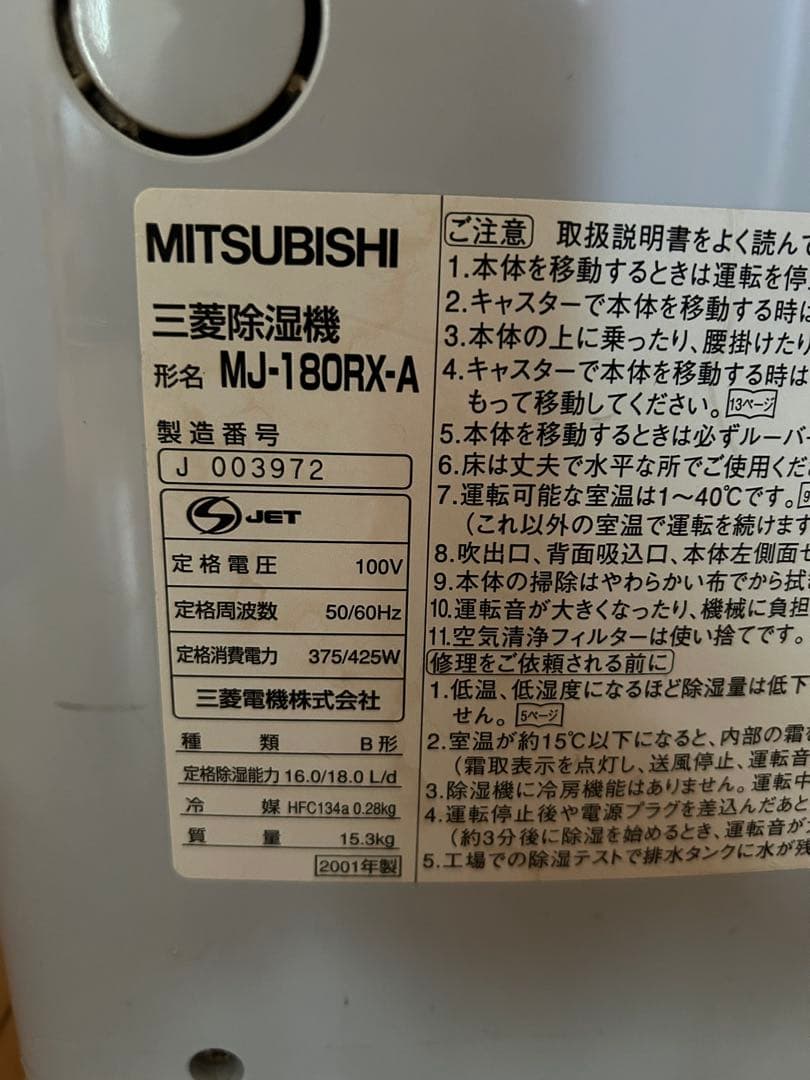 MITSUBISHI
三菱除湿機
形名 MJ-180RX-A
製造番号
J 003972
JET
定格電圧 100V
定格周波数 50/60Hz
定格消費電力 375/425W
三菱電機株式会社
種類 B形
定格除湿能力 16.0/18.0 L/d
冷媒 HFC134a 0.28kg
質量 15.3kg
2001年製
ご注意 取扱説明書をよく読んで
1.本体を移動するときは運転を停
2.キャスターで本体を移動する時は
3.本体の上に乗ったり、腰掛けたり
4.キャスターで本体を移動する時は
もって移動してください。13ページ
5.本体を移動するときは必ずルーバー
6.床は丈夫で水平な所でご使用くだ
7.運転可能な室温は1〜40℃です。
(これ以外の室温で運転を続けます
8.吹出口、背面吸込口、本体左側面
9.本体の掃除はやわらかい布でから拭
10.運転音が大きくなったり、機械に負担
11.空気清浄フィルターは使い捨てです。
修理をご依頼される前に
1.低温、低湿度になるほど除湿量は低下
せん。5ページ
2.室温が約15℃以下になると、内部の霜を
(霜取表示を点灯し、送風停止、運転音
3.除湿機に冷房機能はありません。運転中
4.運転停止後や電源プラグを差込んだあと
(約3分後に除湿を始めるとき、運転音が
5.工場での除湿テストで排水タンクに水が残